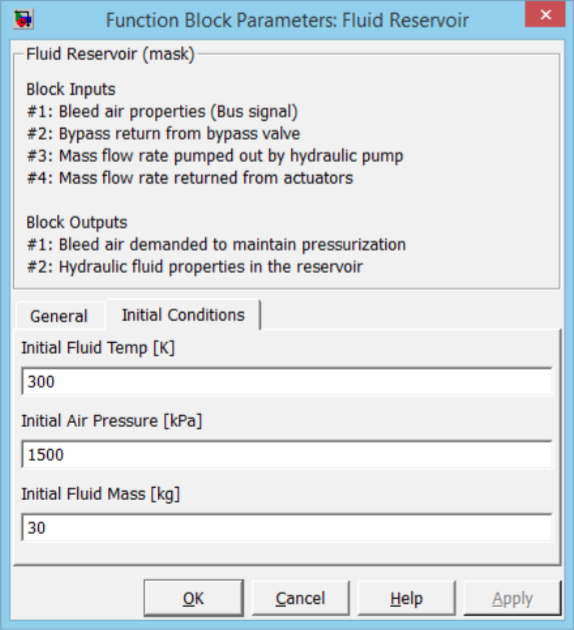 Function Block Parameters: Fluid Reservoir
Fluid Reservoir (mask)
Block Inputs
#1: Bleed air properties (Bus signal)
#2: Bypass return from bypass valve
#3: Mass flow rate pumped out by hydraulic pump
#4: Mass flow rate returned from actuators
Block Outputs
#1: Bleed air demanded to maintain pressurization
#2: Hydraulic fluid properties in the reservoir
General Initial Conditions
Initial Fluid Temp [K]
300
Initial Air Pressure [kPa]
1500
Initial Fluid Mass [kg]
30
OK Cancel Help Apply